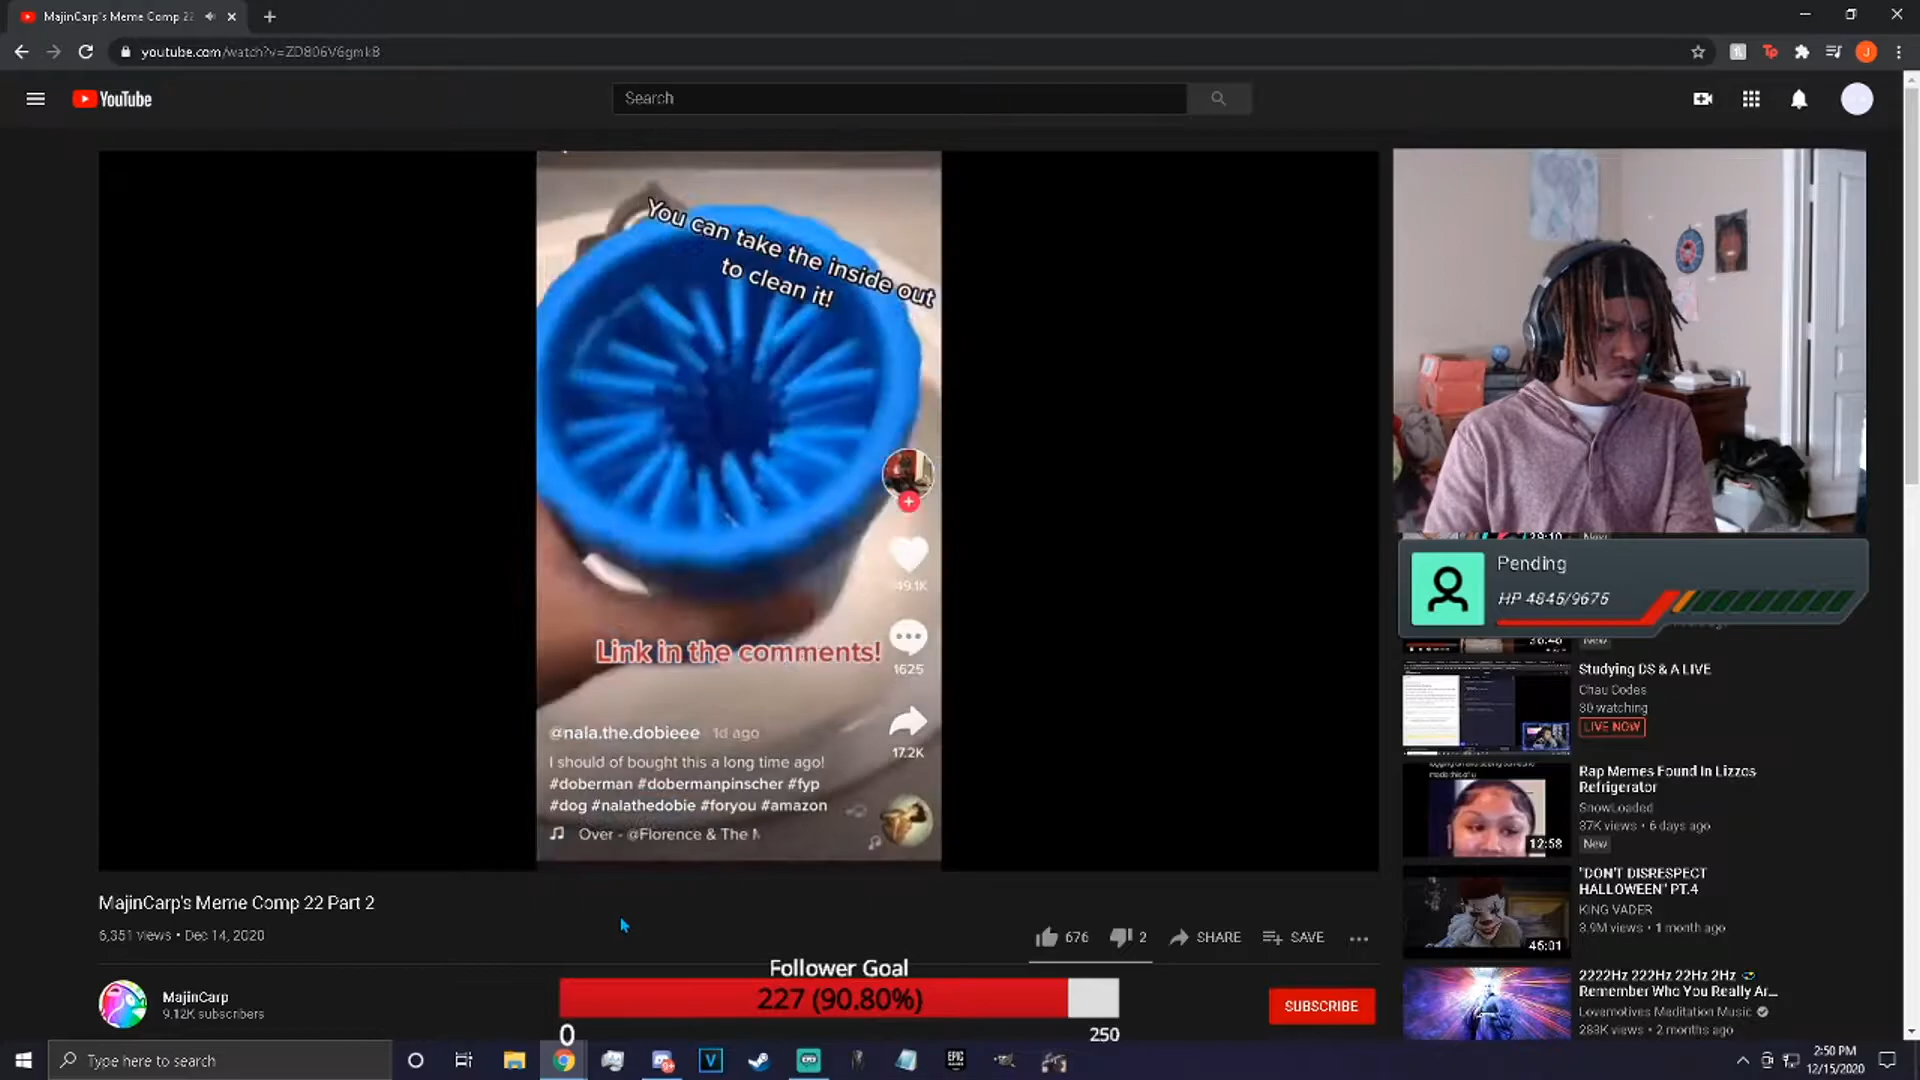 MajinCarp's Meme Comp 22
youtube.com/watch?v=ZD806V6gmk8
YouTube
Search
You can take the inside out
to clean it!
49.1K
Link in the comments!
1625
@nala.the.dobieee 1d ago
17.2K
I should of bought this a long time ago!
#doberman #dobermanpinscher #fyp
#dog #nalathedobie #foryou #amazon
Over - @Florence & The
Pending
HP 4845/9675
Studying DS & A LIVE
Chau Codes
80 watching
LIVE NOW
Rap Memes Found In Lizzos
Refrigerator
SnowLoaded
37K views • 6 days ago
12:58
New
"DON'T DISRESPECT
HALLOWEEN" PT.4
KING VADER
3.9M views • 1 month ago
2222Hz 222Hz 22Hz 2Hz
Remember Who You Really Ar...
Lovemotives Meditation Music
283K views • 2 months ago
MajinCarp's Meme Comp 22 Part 2
6,351 views • Dec 14, 2020
676
2
SHARE
SAVE
Follower Goal
227 (90.80%)
0
250
MajinCarp
9.12K subscribers
SUBSCRIBE
Type here to search
2:50 PM
12/15/2020